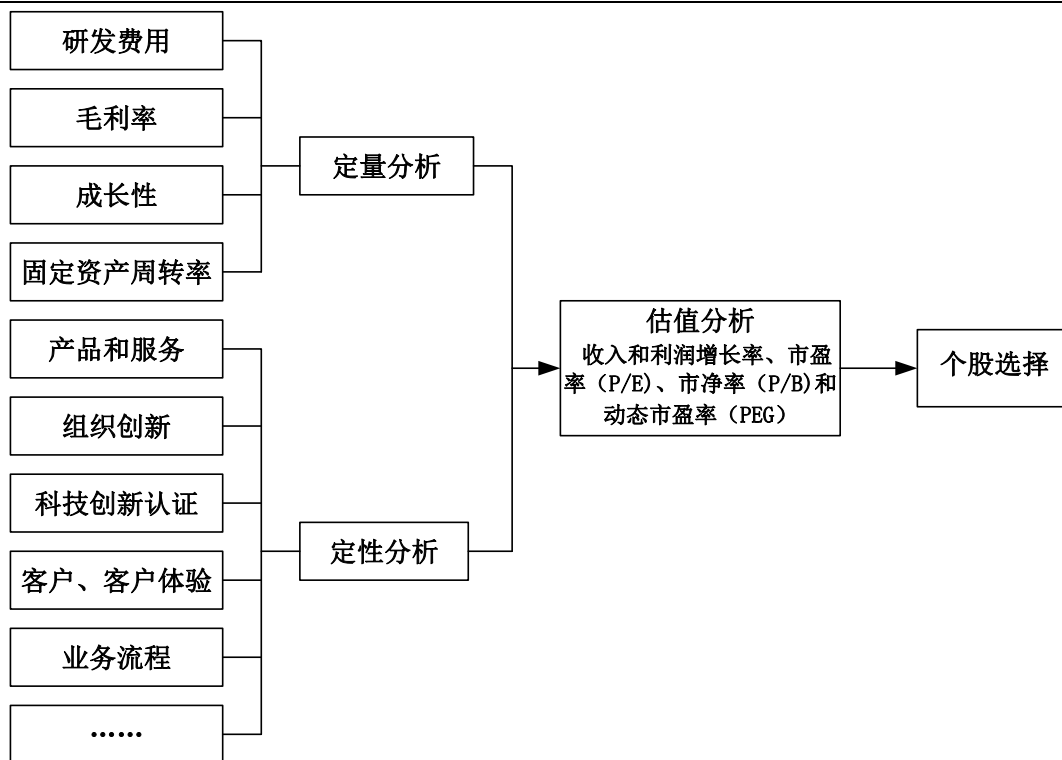 研发费用
毛利率
成长性
固定资产周转率
产品和服务
组织创新
科技创新认证
客户、客户体验
业务流程
……
定量分析
定性分析
估值分析
收入和利润增长率、市盈
率（P/E)、市净率（P/B)和
动态市盈率（PEG）
个股选择